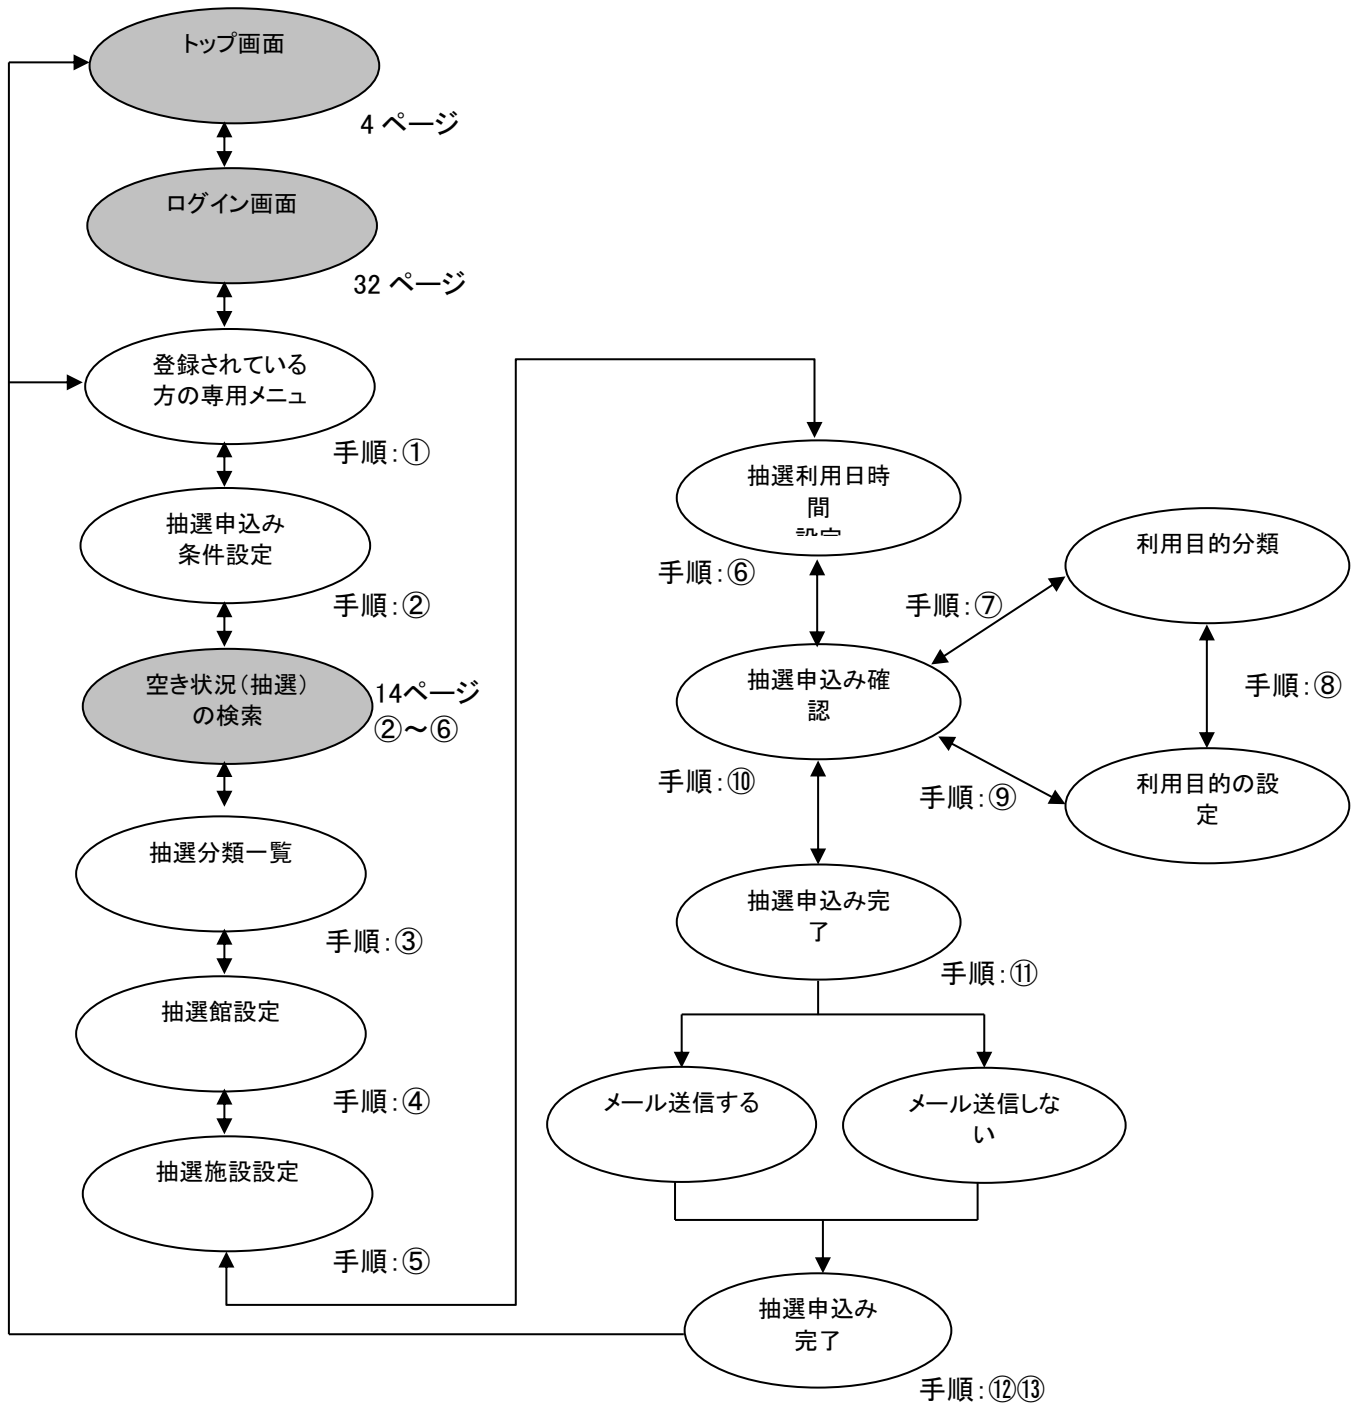 トップ画面
4 ページ
ログイン画面
32 ページ
登録されている
方の専用メニュ
手順：①
抽選申込み
条件設定
手順：②
空き状況（抽選）
の検索
14ページ
②～⑥
抽選分類一覧
手順：③
抽選館設定
手順：④
抽選施設設定
手順：⑤
抽選利用日時
間
手順：⑥
利用目的分類
手順：⑦
手順：⑧
抽選申込み確
認
手順：⑩
手順：⑨
利用目的の設
定
抽選申込み完
了
手順：⑪
メール送信する
メール送信しな
い
抽選申込み
完了
手順：⑫⑬